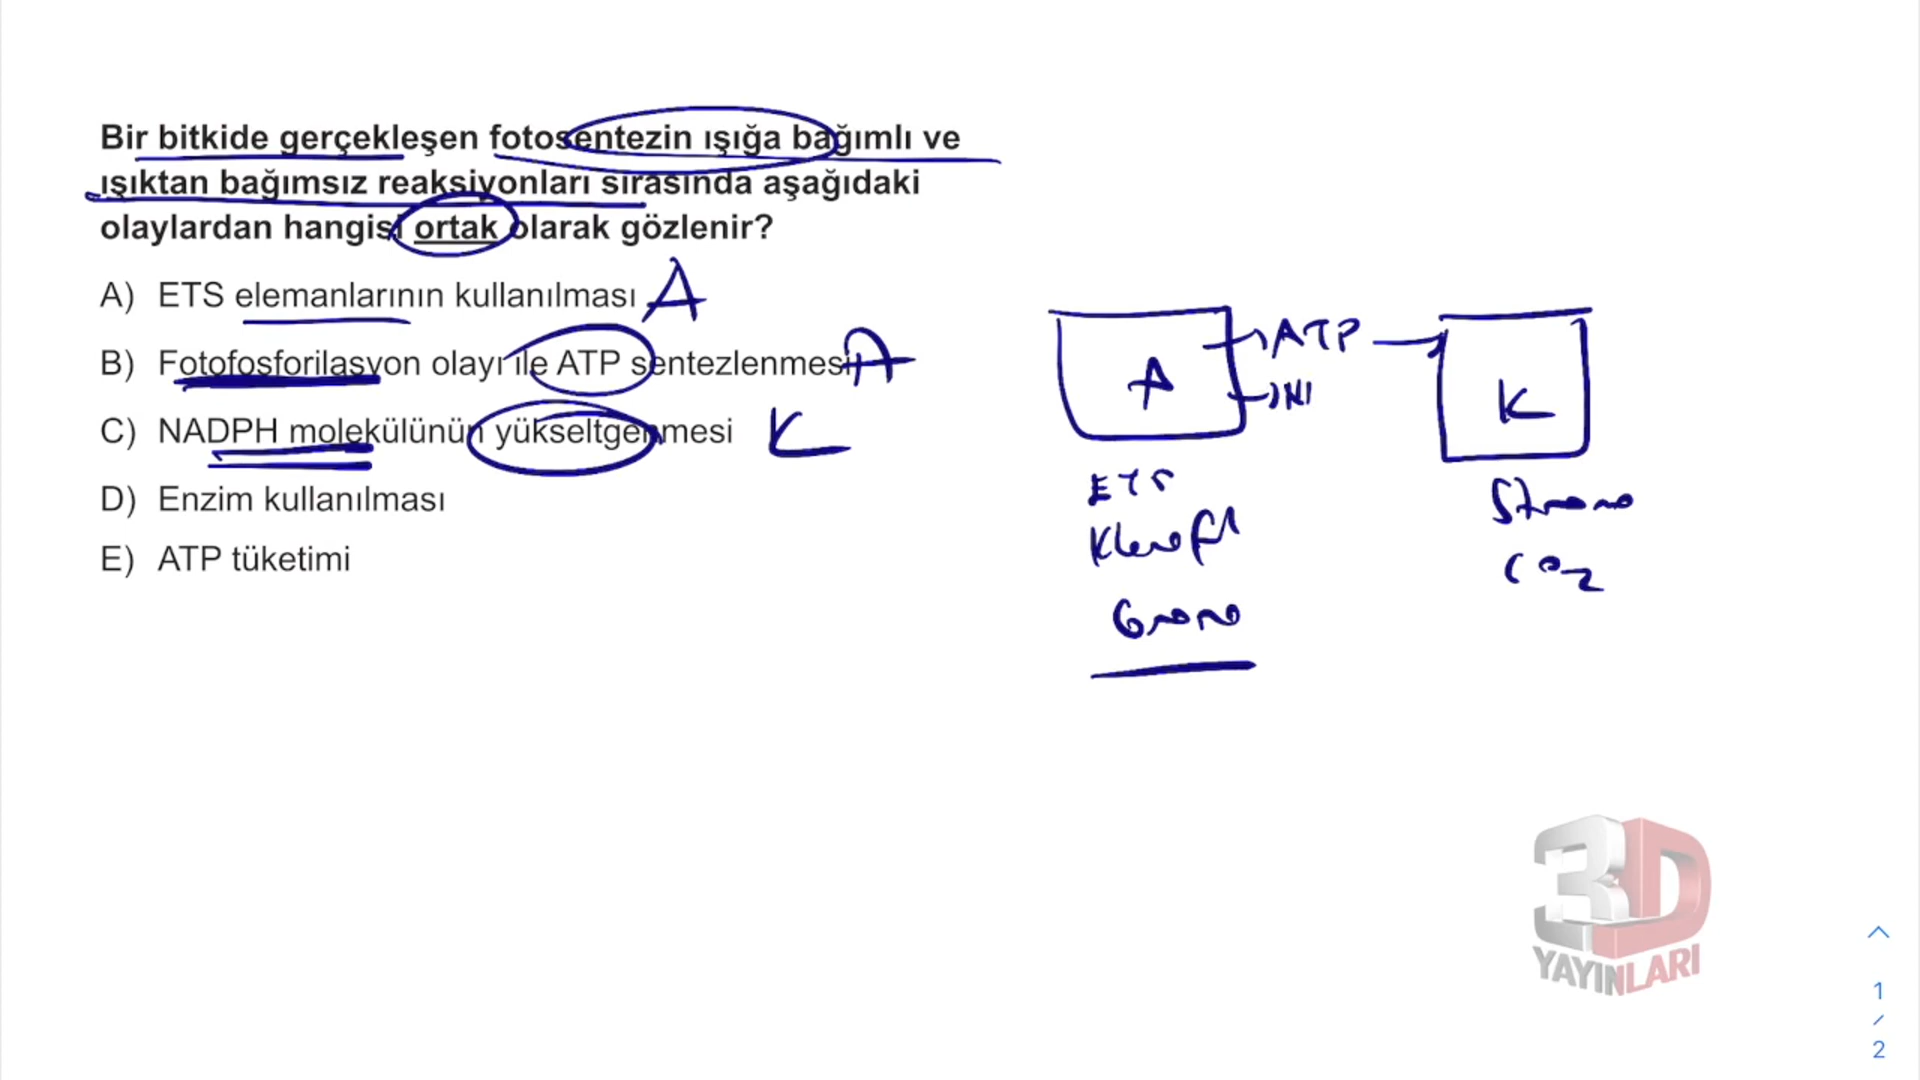 Bir bitkide gerçekleşen fotosentezin ışığa bağımlı ve
ışıktan bağımsız reaksiyonları sırasında aşağıdaki
olaylardan hangisi ortak olarak gözlenir?
A) ETS elemanlarının kullanılması A
B) Fotofosforilasyon olayı ile ATP sentezlenmesi A
C) NADPH molekülünün yükseltgenmesi K
D) Enzim kullanılması
E) ATP tüketimi
ATP
A
K
ETS
Klorofil
Grana
Stroma
CO2
3D
YAYINLARI
1
/
2